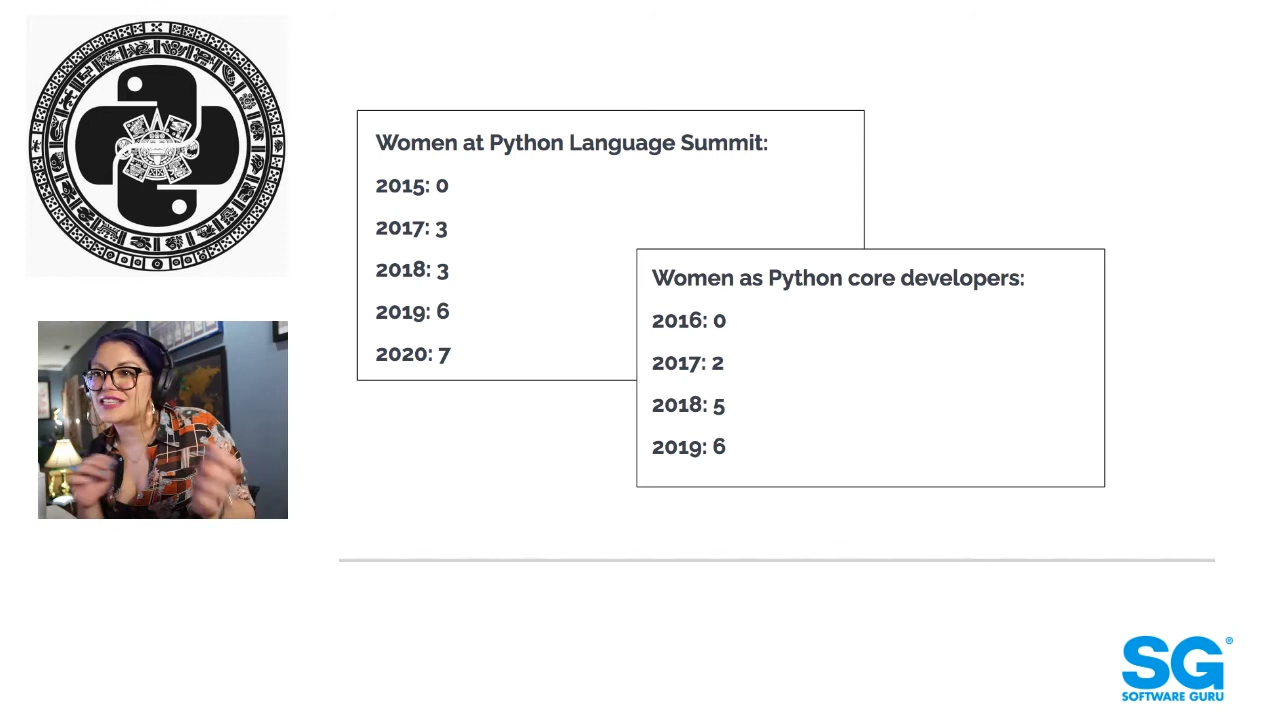 Women at Python Language Summit:
2015: 0
2017: 3
2018: 3
2019: 6
2020: 7
Women as Python core developers:
2016: 0
2017: 2
2018: 5
2019: 6
SG®
SOFTWARE GURU